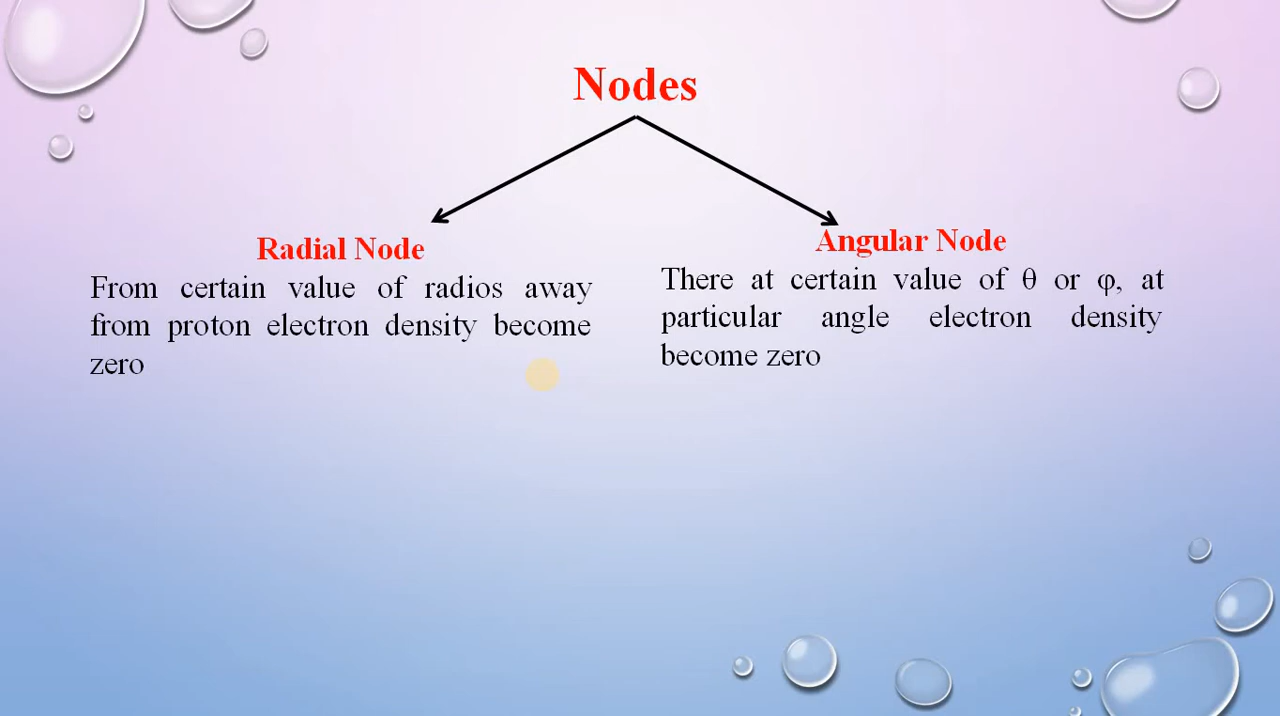 Nodes
Radial Node
From certain value of radios away
from proton electron density become
zero
Angular Node
There at certain value of θ or φ, at
particular angle electron density
become zero